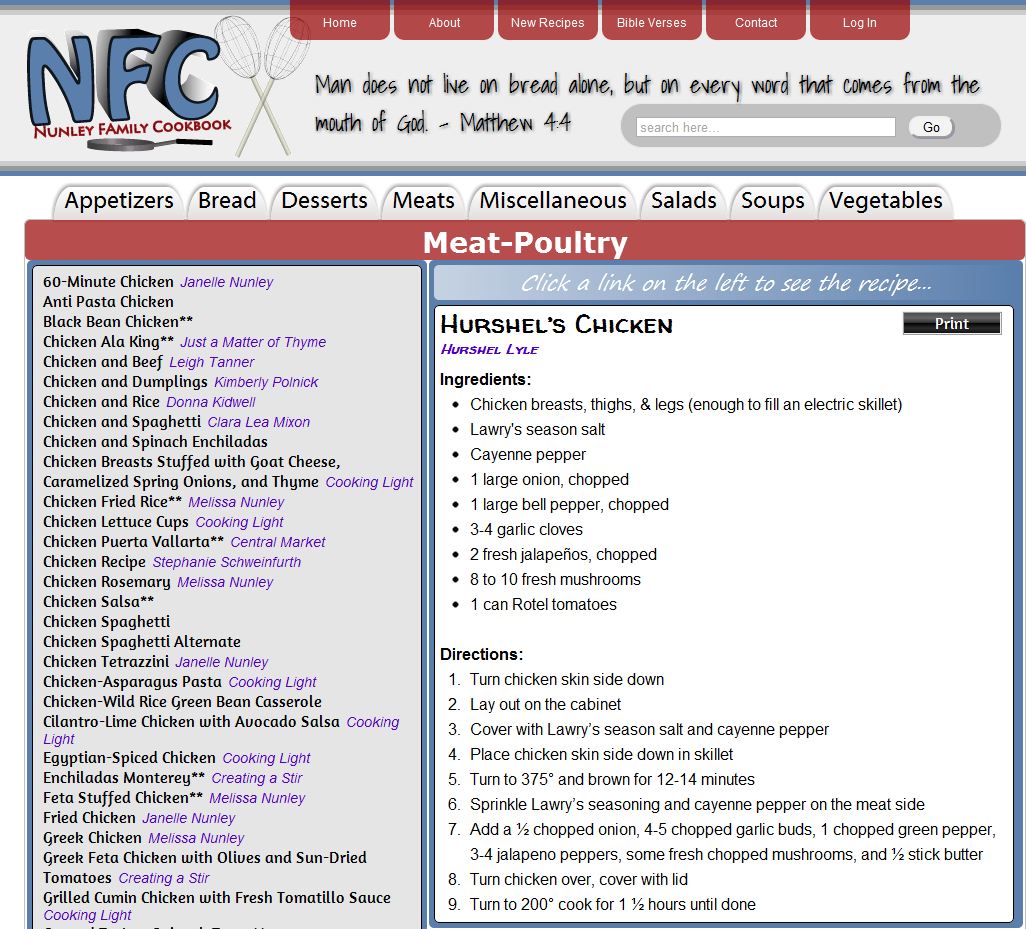 Home About New Recipes Bible Verses Contact Log In
NFC
NUNLEY FAMILY COOKBOOK
Man does not live on bread alone, but on every word that comes from the
mouth of God. - Matthew 4:4
search here... Go
Appetizers Bread Desserts Meats Miscellaneous Salads Soups Vegetables
Meat-Poultry
60-Minute Chicken Janelle Nunley
Anti Pasta Chicken
Black Bean Chicken**
Chicken Ala King** Just a Matter of Thyme
Chicken and Beef Leigh Tanner
Chicken and Dumplings Kimberly Polnick
Chicken and Rice Donna Kidwell
Chicken and Spaghetti Clara Lea Mixon
Chicken and Spinach Enchiladas
Chicken Breasts Stuffed with Goat Cheese,
Caramelized Spring Onions, and Thyme Cooking Light
Chicken Fried Rice** Melissa Nunley
Chicken Lettuce Cups Cooking Light
Chicken Puerta Vallarta** Central Market
Chicken Recipe Stephanie Schweinfurth
Chicken Rosemary Melissa Nunley
Chicken Salsa**
Chicken Spaghetti
Chicken Spaghetti Alternate
Chicken Tetrazzini Janelle Nunley
Chicken-Asparagus Pasta Cooking Light
Chicken-Wild Rice Green Bean Casserole
Cilantro-Lime Chicken with Avocado Salsa Cooking
Light
Egyptian-Spiced Chicken Cooking Light
Enchiladas Monterey** Creating a Stir
Feta Stuffed Chicken** Melissa Nunley
Fried Chicken Janelle Nunley
Greek Chicken Melissa Nunley
Greek Feta Chicken with Olives and Sun-Dried
Tomatoes Creating a Stir
Grilled Cumin Chicken with Fresh Tomatillo Sauce
Cooking Light
Click a link on the left to see the recipe...
HURSHEL'S CHICKEN Print
HURSHEL LYLE
Ingredients:
• Chicken breasts, thighs, & legs (enough to fill an electric skillet)
• Lawry's season salt
• Cayenne pepper
• 1 large onion, chopped
• 1 large bell pepper, chopped
• 3-4 garlic cloves
• 2 fresh jalapeños, chopped
• 8 to 10 fresh mushrooms
• 1 can Rotel tomatoes
Directions:
1. Turn chicken skin side down
2. Lay out on the cabinet
3. Cover with Lawry's season salt and cayenne pepper
4. Place chicken skin side down in skillet
5. Turn to 375° and brown for 12-14 minutes
6. Sprinkle Lawry's seasoning and cayenne pepper on the meat side
7. Add a ½ chopped onion, 4-5 chopped garlic buds, 1 chopped green pepper,
3-4 jalapeno peppers, some fresh chopped mushrooms, and ½ stick butter
8. Turn chicken over, cover with lid
9. Turn to 200° cook for 1 ½ hours until done